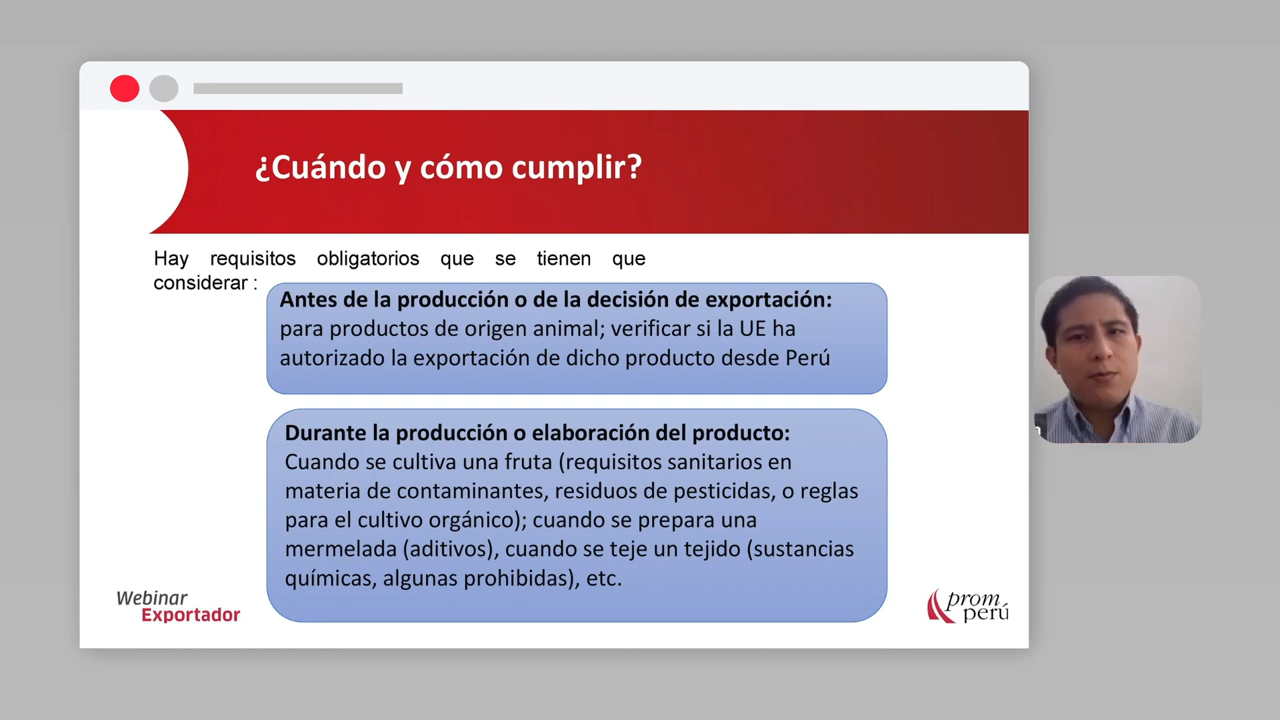 ¿Cuándo y cómo cumplir?
Hay requisitos obligatorios que se tienen que
considerar :
Antes de la producción o de la decisión de exportación:
para productos de origen animal; verificar si la UE ha
autorizado la exportación de dicho producto desde Perú
Durante la producción o elaboración del producto:
Cuando se cultiva una fruta (requisitos sanitarios en
materia de contaminantes, residuos de pesticidas, o reglas
para el cultivo orgánico); cuando se prepara una
mermelada (aditivos), cuando se teje un tejido (sustancias
químicas, algunas prohibidas), etc.
Webinar
Exportador
prom
perú